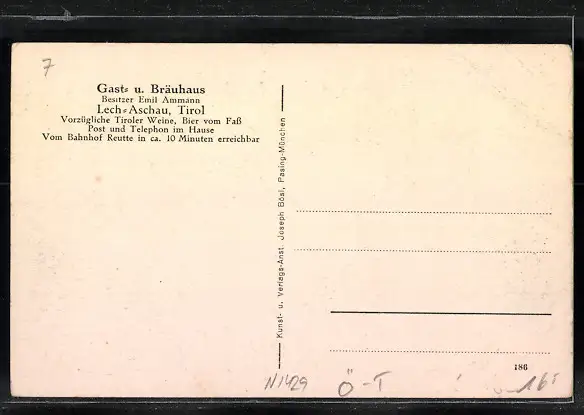 7
Gast- u. Bräuhaus
Besitzer Emil Ammann
Lech-Aschau, Tirol
Vorzügliche Tiroler Weine, Bier vom Faß
Post und Telephon im Hause
Vom Bahnhof Reutte in ca. 10 Minuten erreichbar
Kunst- u. Verlags-Anst. Joseph Bösl, Pasing-München
186
N1429
Ö-T